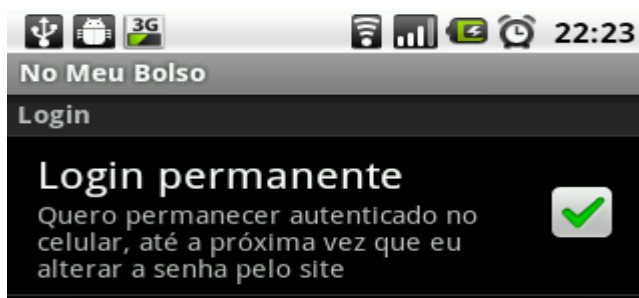 3G 22:23
No Meu Bolso
Login
Login permanente
Quero permanecer autenticado no
celular, até a próxima vez que eu
alterar a senha pelo site